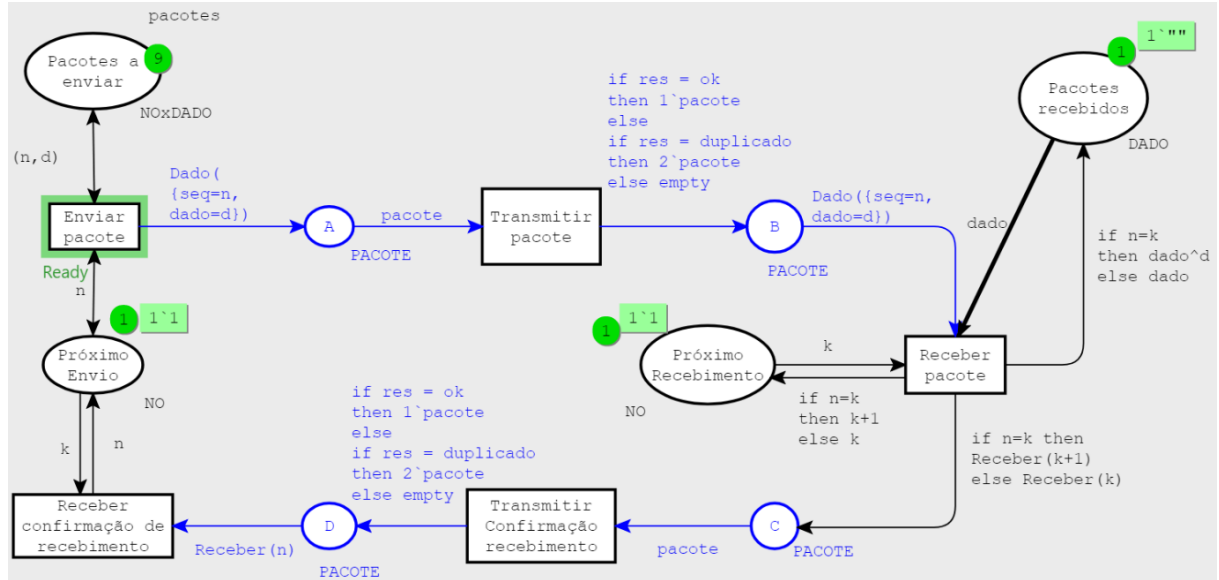 pacotes
Pacotes a
enviar
9
NOxDADO
(n,d)
Enviar
pacote
Ready
n
Dado(
{seq=n,
dado=d})
A
PACOTE
pacote
Transmitir
pacote
if res = ok
then 1`pacote
else
if res = duplicado
then 2`pacote
else empty
B
PACOTE
Dado({seq=n,
dado=d})
1
1`""
Pacotes
recebidos
DADO
dado
if n=k
then dado^d
else dado
1
1`1
Próximo
Envio
NO
k
n
1
1`1
Próximo
Recebimento
NO
k
if n=k
then k+1
else k
Receber
pacote
if n=k then
Receber(k+1)
else Receber(k)
if res = ok
then 1`pacote
else
if res = duplicado
then 2`pacote
else empty
Receber
confirmação de
recebimento
Receber(n)
D
PACOTE
Transmitir
Confirmação
recebimento
pacote
C
PACOTE